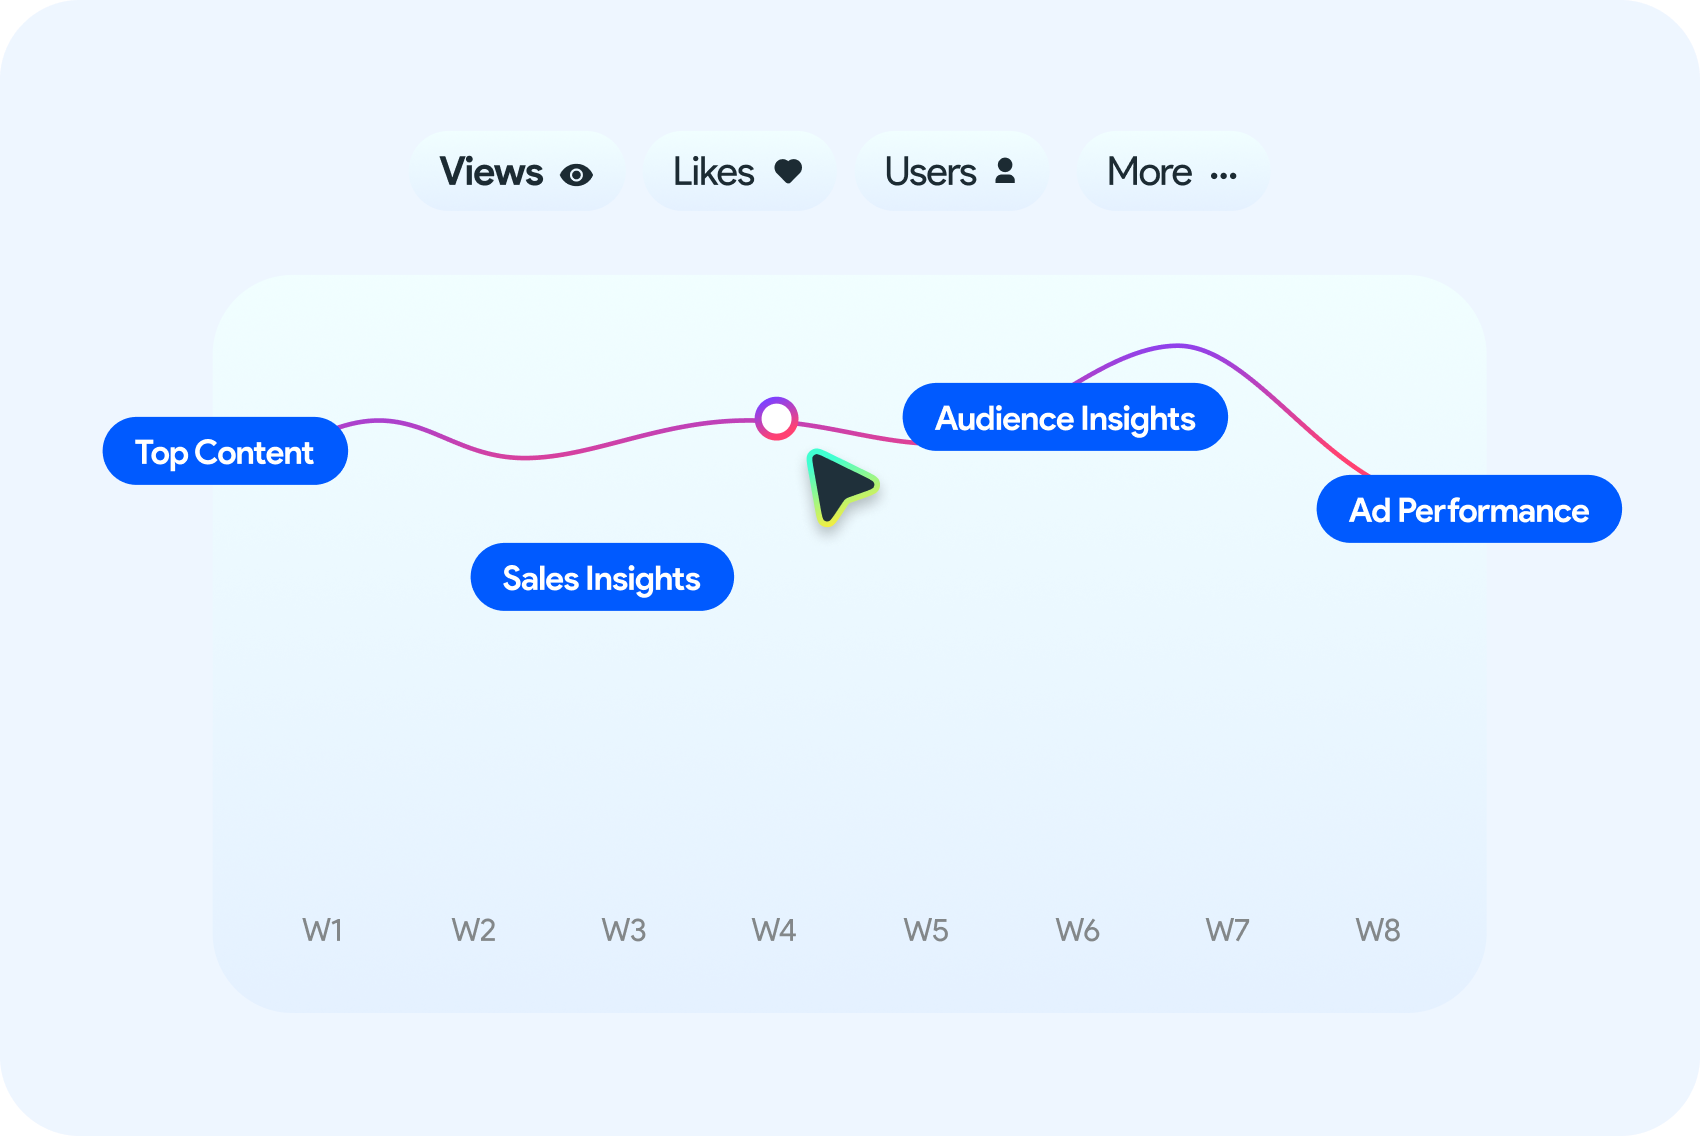 Views
Likes
Users
More
Audience Insights
Top Content
Ad Performance
Sales Insights
W1 W2 W3 W4 W5 W6 W7 W8